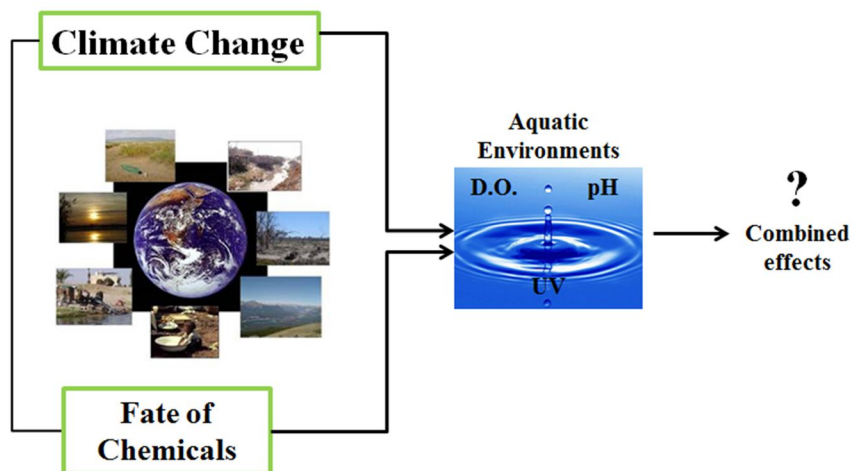 Climate Change
Aquatic
Environments
D.O. pH
UV
?
Combined
effects
Fate of
Chemicals